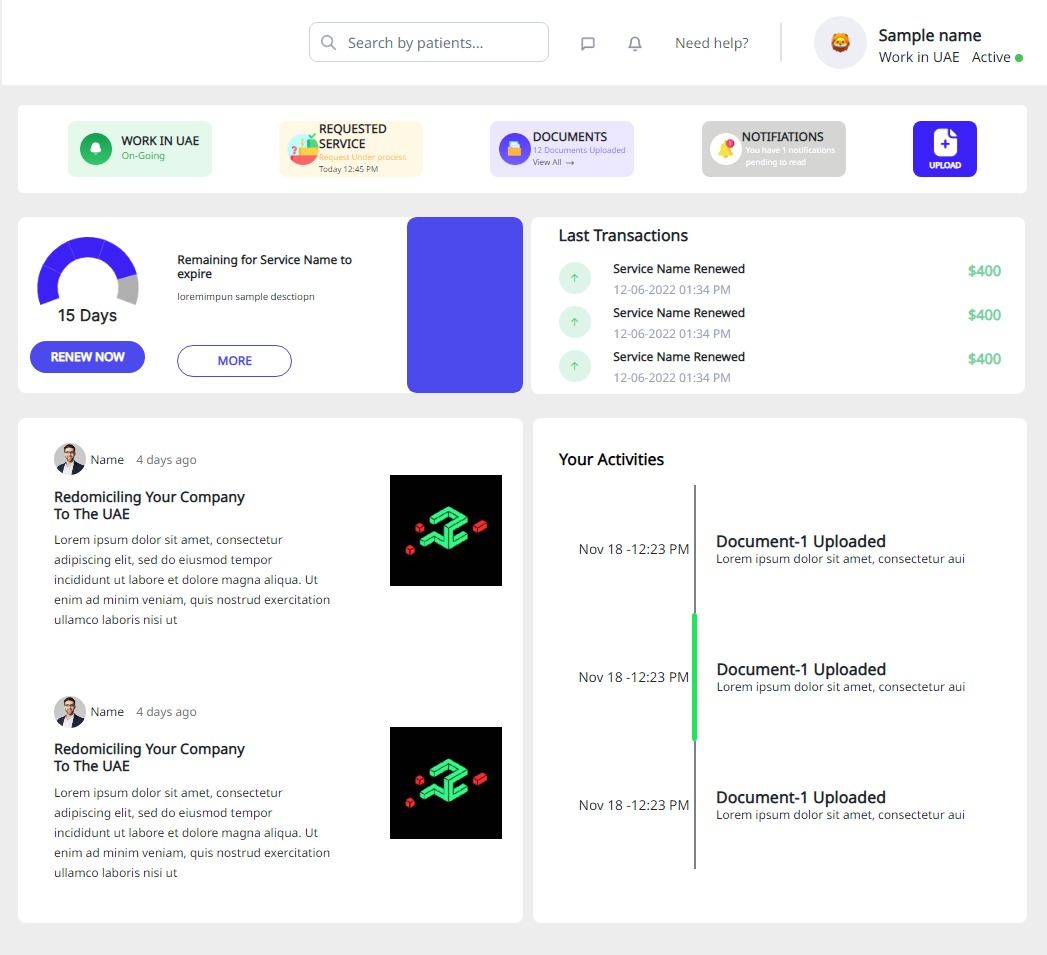 Search by patients...
Need help?
Sample name
Work in UAE Active
WORK IN UAE
On-Going
REQUESTED
SERVICE
Request Under process
Today 12:45 PM
DOCUMENTS
12 Documents Uploaded
View All →
NOTIFIATIONS
You have 1 notifications
pending to read
UPLOAD
15 Days
RENEW NOW
Remaining for Service Name to
expire
loremimpun sample desctiopn
MORE
Last Transactions
Service Name Renewed
$400
12-06-2022 01:34 PM
Service Name Renewed
$400
12-06-2022 01:34 PM
Service Name Renewed
$400
12-06-2022 01:34 PM
Name 4 days ago
Redomiciling Your Company
To The UAE
Lorem ipsum dolor sit amet, consectetur
adipiscing elit, sed do eiusmod tempor
incididunt ut labore et dolore magna aliqua. Ut
enim ad minim veniam, quis nostrud exercitation
ullamco laboris nisi ut
Name 4 days ago
Redomiciling Your Company
To The UAE
Lorem ipsum dolor sit amet, consectetur
adipiscing elit, sed do eiusmod tempor
incididunt ut labore et dolore magna aliqua. Ut
enim ad minim veniam, quis nostrud exercitation
ullamco laboris nisi ut
Your Activities
Nov 18 -12:23 PM
Document-1 Uploaded
Lorem ipsum dolor sit amet, consectetur aui
Nov 18 -12:23 PM
Document-1 Uploaded
Lorem ipsum dolor sit amet, consectetur aui
Nov 18 -12:23 PM
Document-1 Uploaded
Lorem ipsum dolor sit amet, consectetur aui